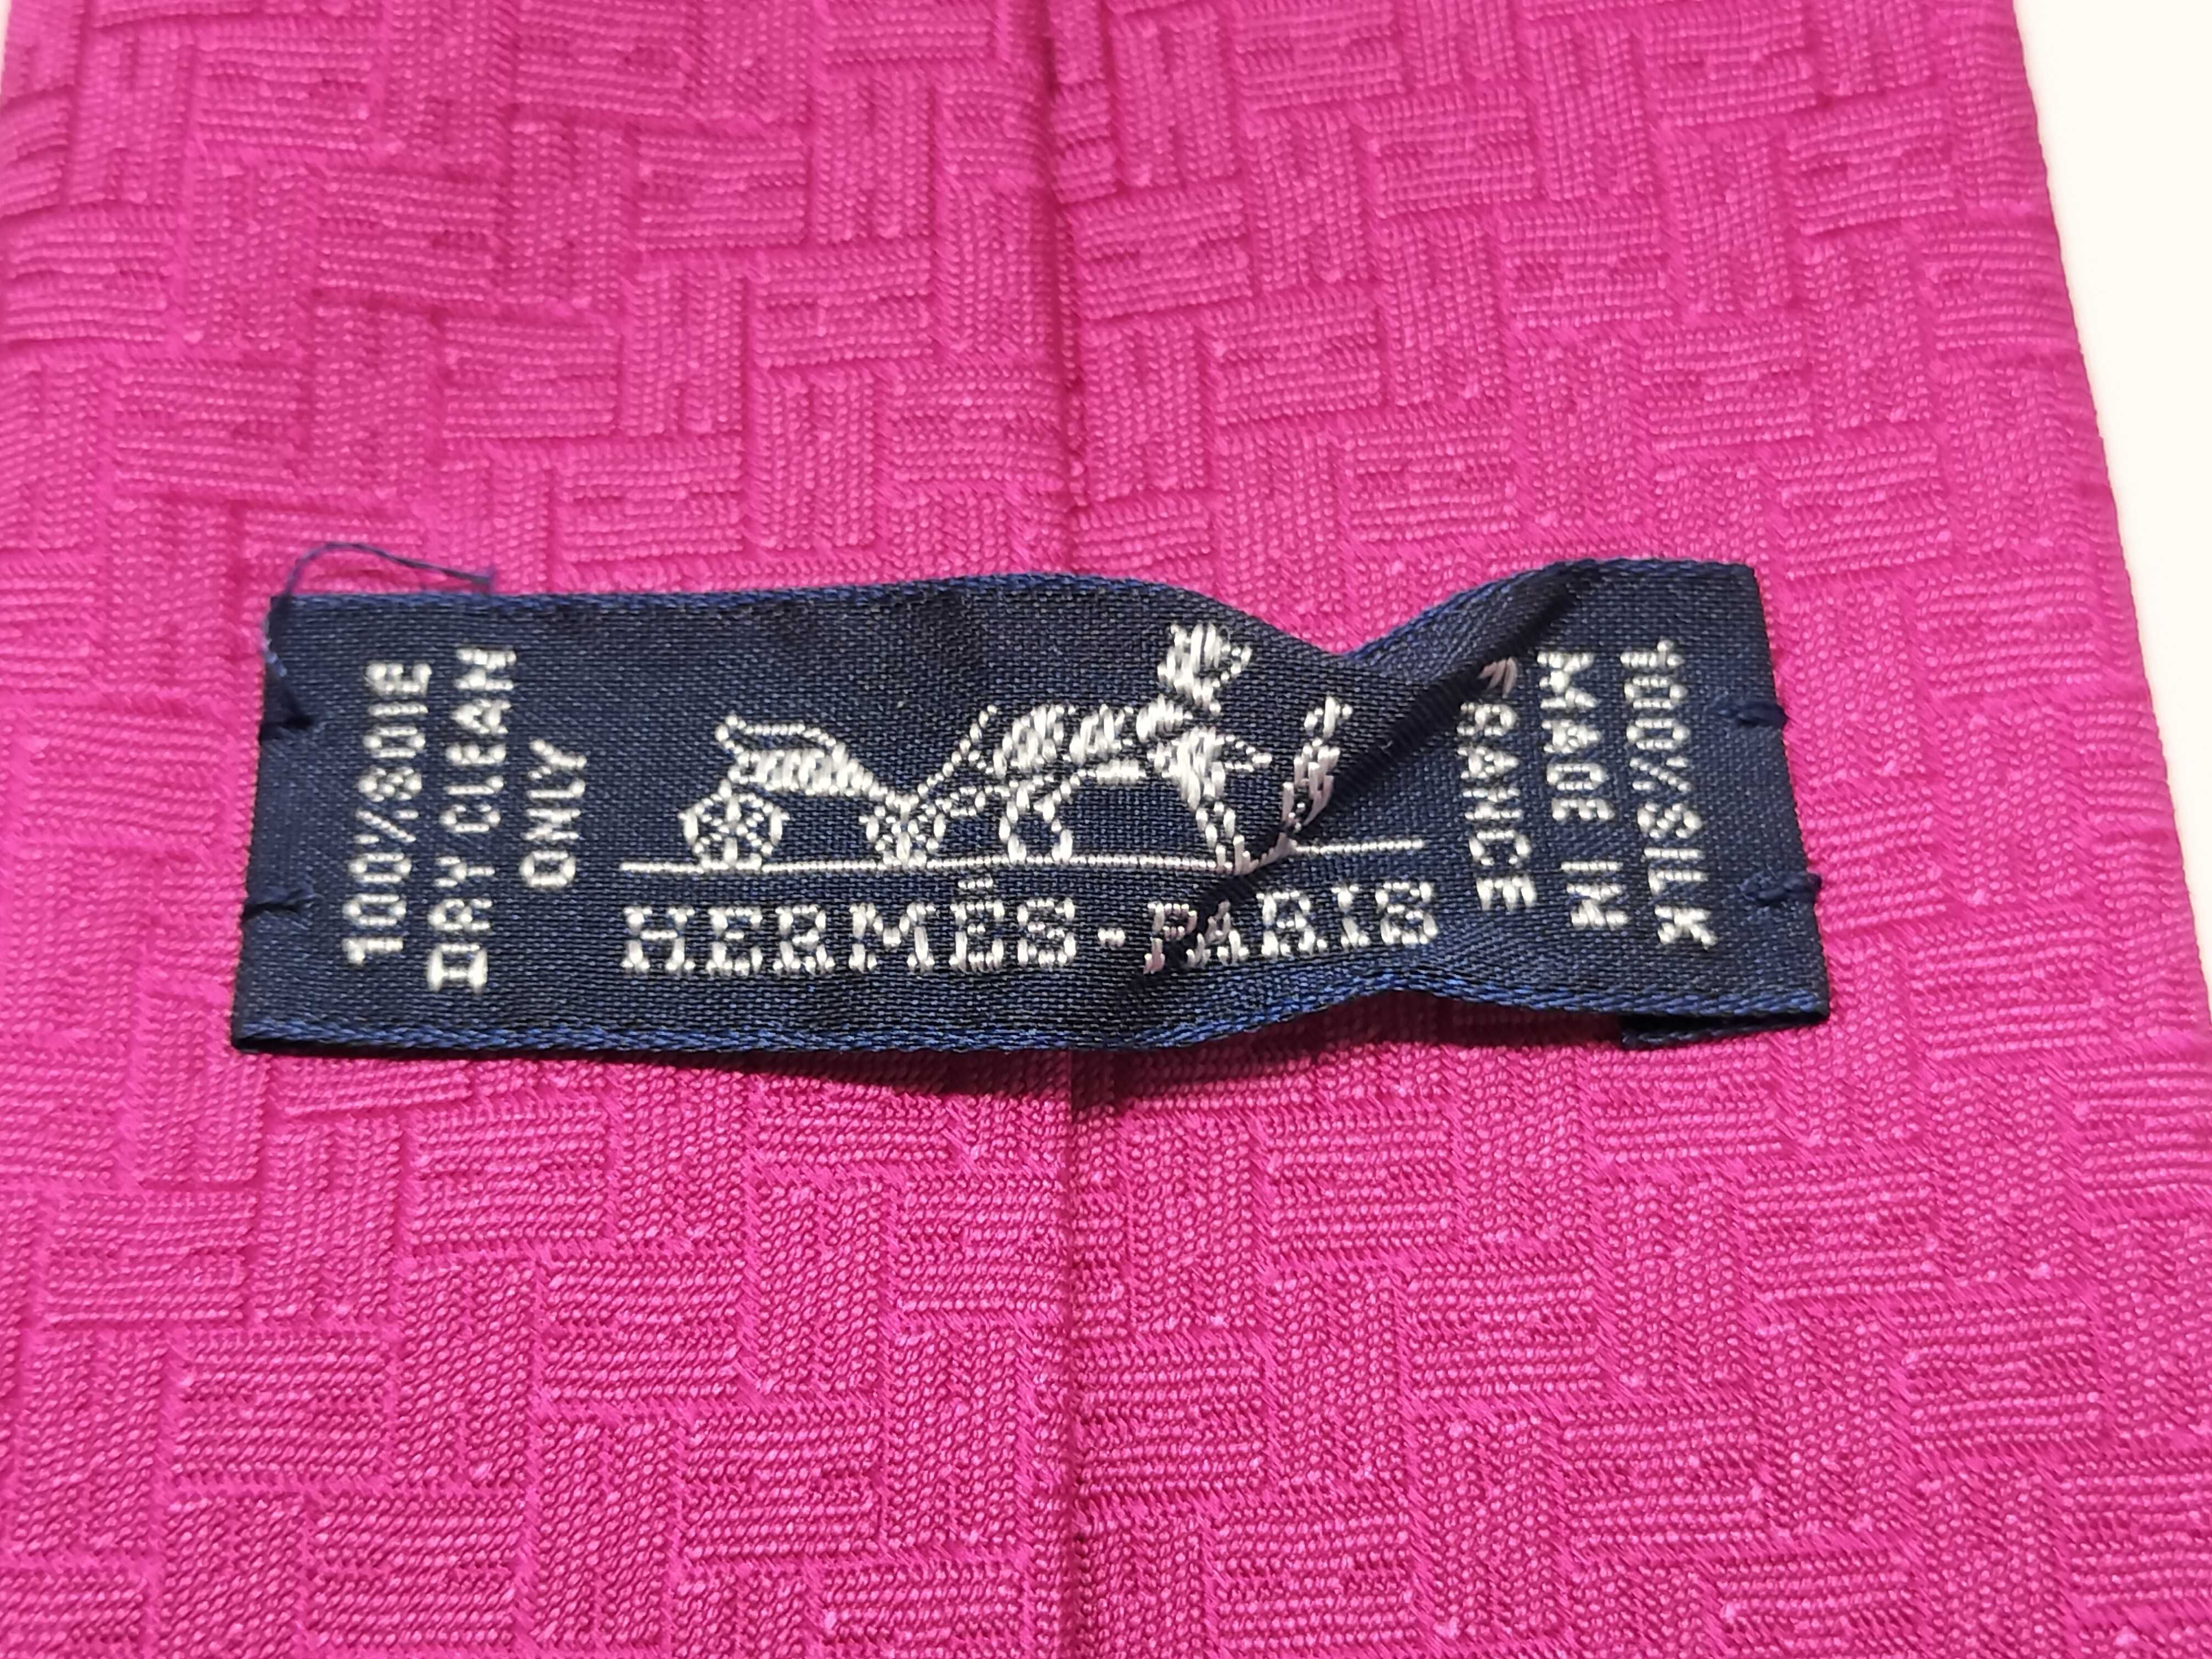 100%SOIE
DRY CLEAN
ONLY
HERMÈS-PARIS
100%SILK
MADE IN
FRANCE